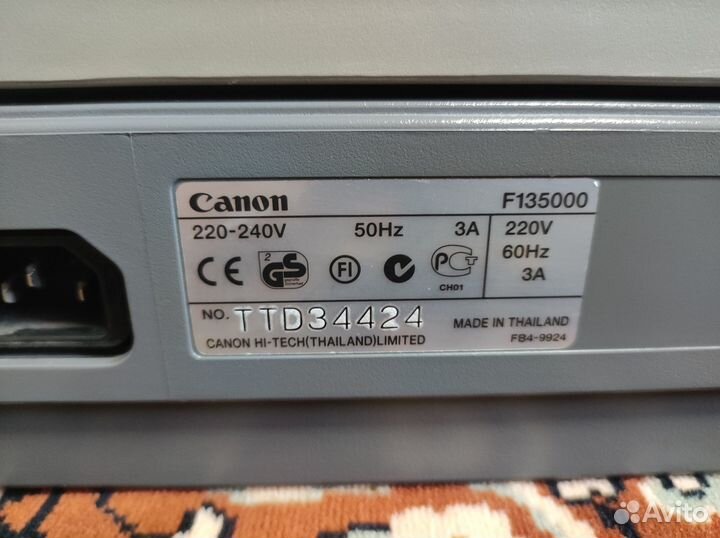 Canon F135000
220-240V 50Hz 3A 220V
60Hz
3A
CE 2 GS FI PCT
CH01
NO. TTD34424 MADE IN THAILAND
CANON HI-TECH(THAILAND)LIMITED FB4-9924
Avito